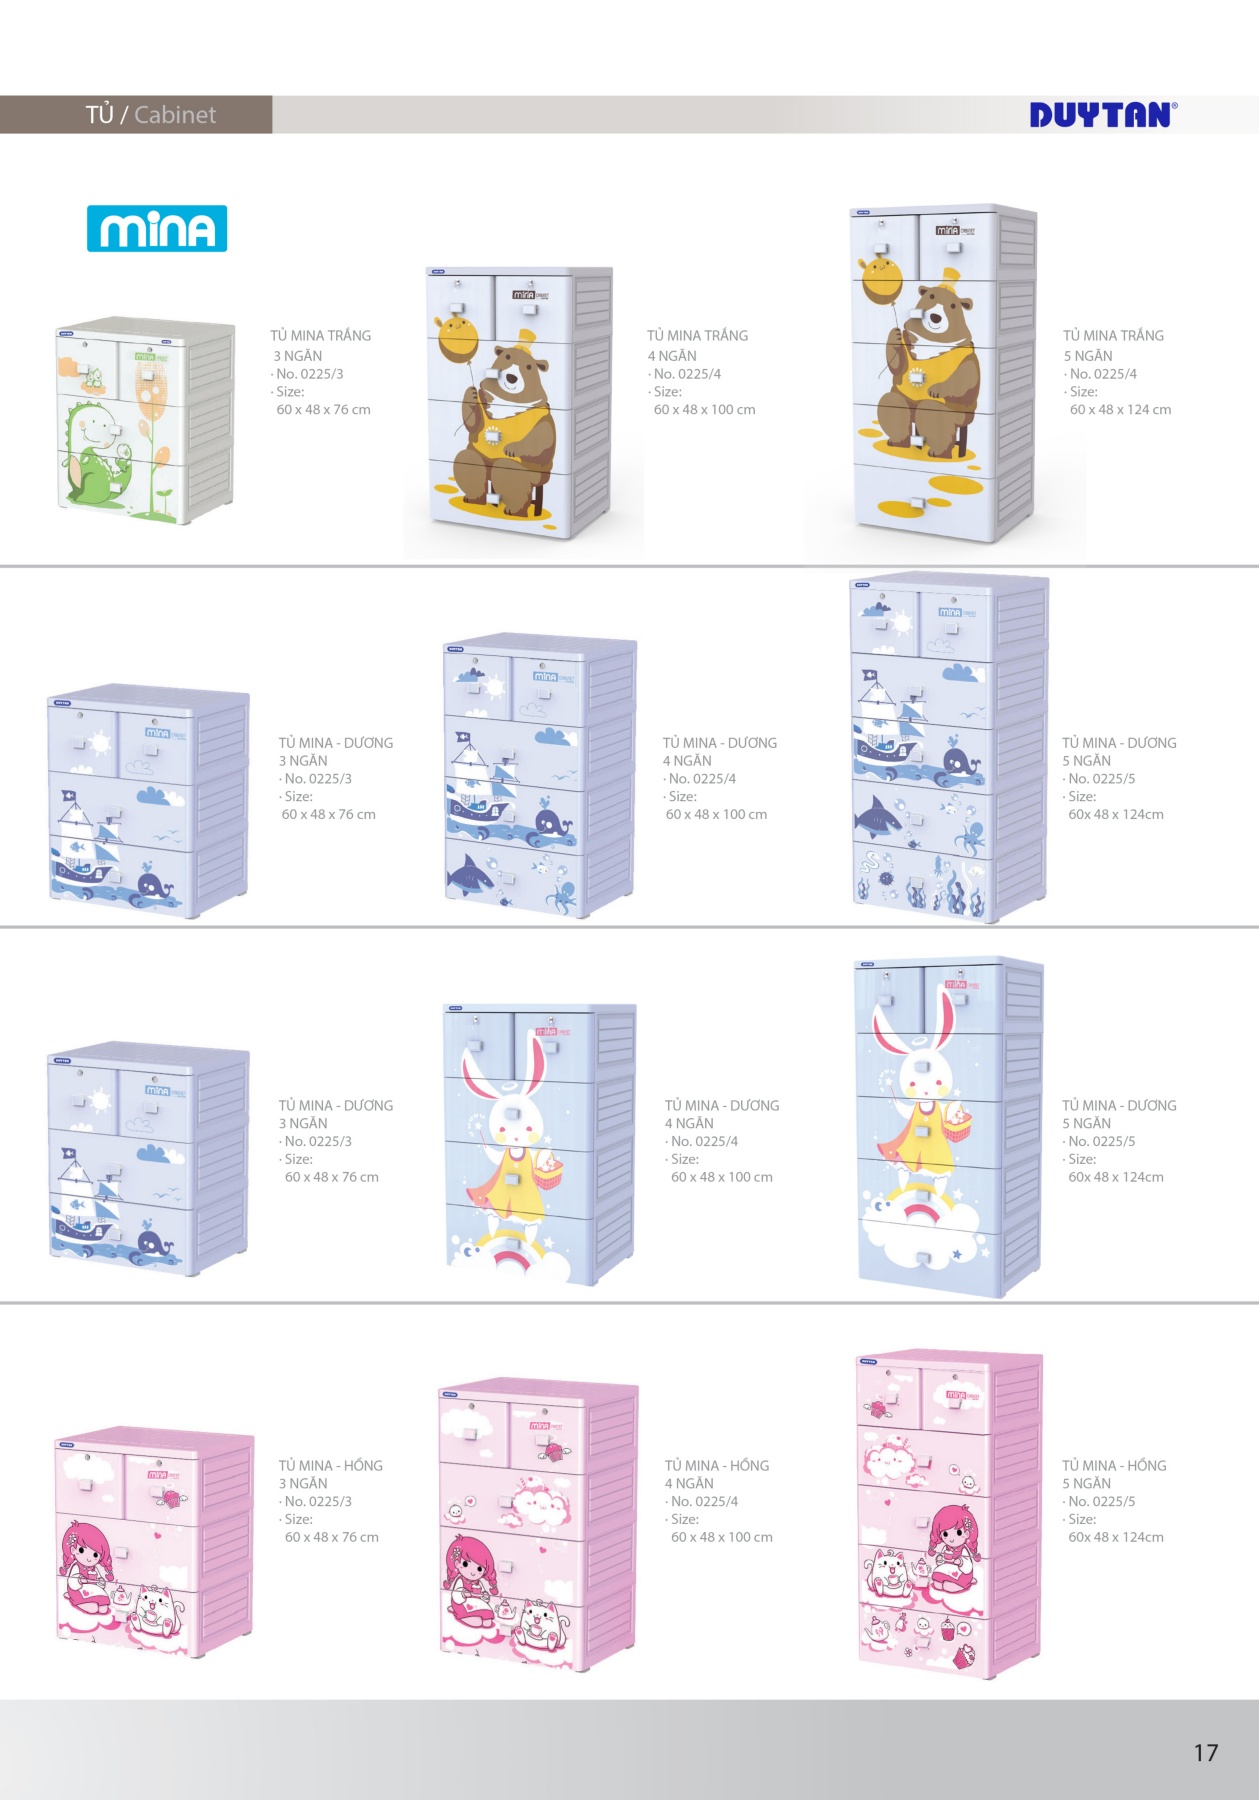 TỦ / Cabinet
DUYTAN®
mina
TỦ MINA TRẮNG
3 NGĂN
· No. 0225/3
· Size:
60 x 48 x 76 cm
TỦ MINA TRẮNG
4 NGĂN
· No. 0225/4
· Size:
60 x 48 x 100 cm
TỦ MINA TRẮNG
5 NGĂN
· No. 0225/4
· Size:
60 x 48 x 124 cm
TỦ MINA - DƯƠNG
3 NGĂN
· No. 0225/3
· Size:
60 x 48 x 76 cm
TỦ MINA - DƯƠNG
4 NGĂN
· No. 0225/4
· Size:
60 x 48 x 100 cm
TỦ MINA - DƯƠNG
5 NGĂN
· No. 0225/5
· Size:
60x 48 x 124cm
TỦ MINA - DƯƠNG
3 NGĂN
· No. 0225/3
· Size:
60 x 48 x 76 cm
TỦ MINA - DƯƠNG
4 NGĂN
· No. 0225/4
· Size:
60 x 48 x 100 cm
TỦ MINA - DƯƠNG
5 NGĂN
· No. 0225/5
· Size:
60x 48 x 124cm
TỦ MINA - HỒNG
3 NGĂN
· No. 0225/3
· Size:
60 x 48 x 76 cm
TỦ MINA - HỒNG
4 NGĂN
· No. 0225/4
· Size:
60 x 48 x 100 cm
TỦ MINA - HỒNG
5 NGĂN
· No. 0225/5
· Size:
60x 48 x 124cm
17